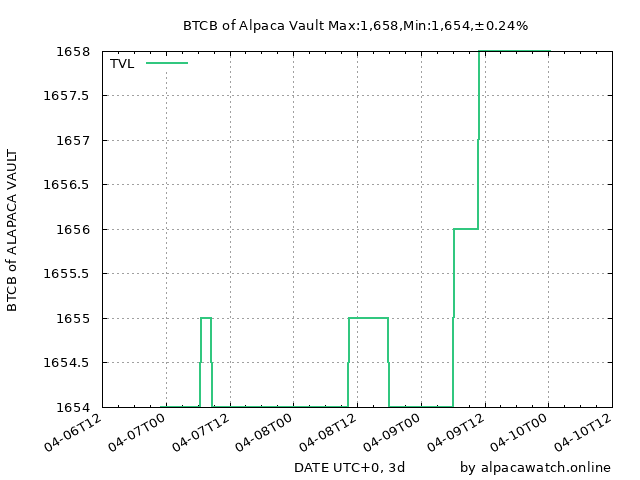 BTCB of Alpaca Vault Max:1,658,Min:1,654,±0.24%
TVL
1658
1657.5
1657
1656.5
1656
1655.5
1655
1654.5
1654
BTCB of ALAPACA VAULT
04-06T12
04-07T00
04-07T12
04-08T00
04-08T12
04-09T00
04-09T12
04-10T00
04-10T12
DATE UTC+0, 3d
by alpacawatch.online